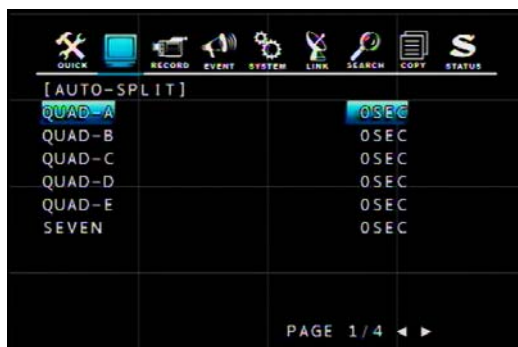 QUICK RECORD EVENT SYSTEM LINK SEARCH COPY STATUS
[AUTO-SPLIT]
QUAD-A 0SEC
QUAD-B 0SEC
QUAD-C 0SEC
QUAD-D 0SEC
QUAD-E 0SEC
SEVEN 0SEC
PAGE 1/4 ◄ ►